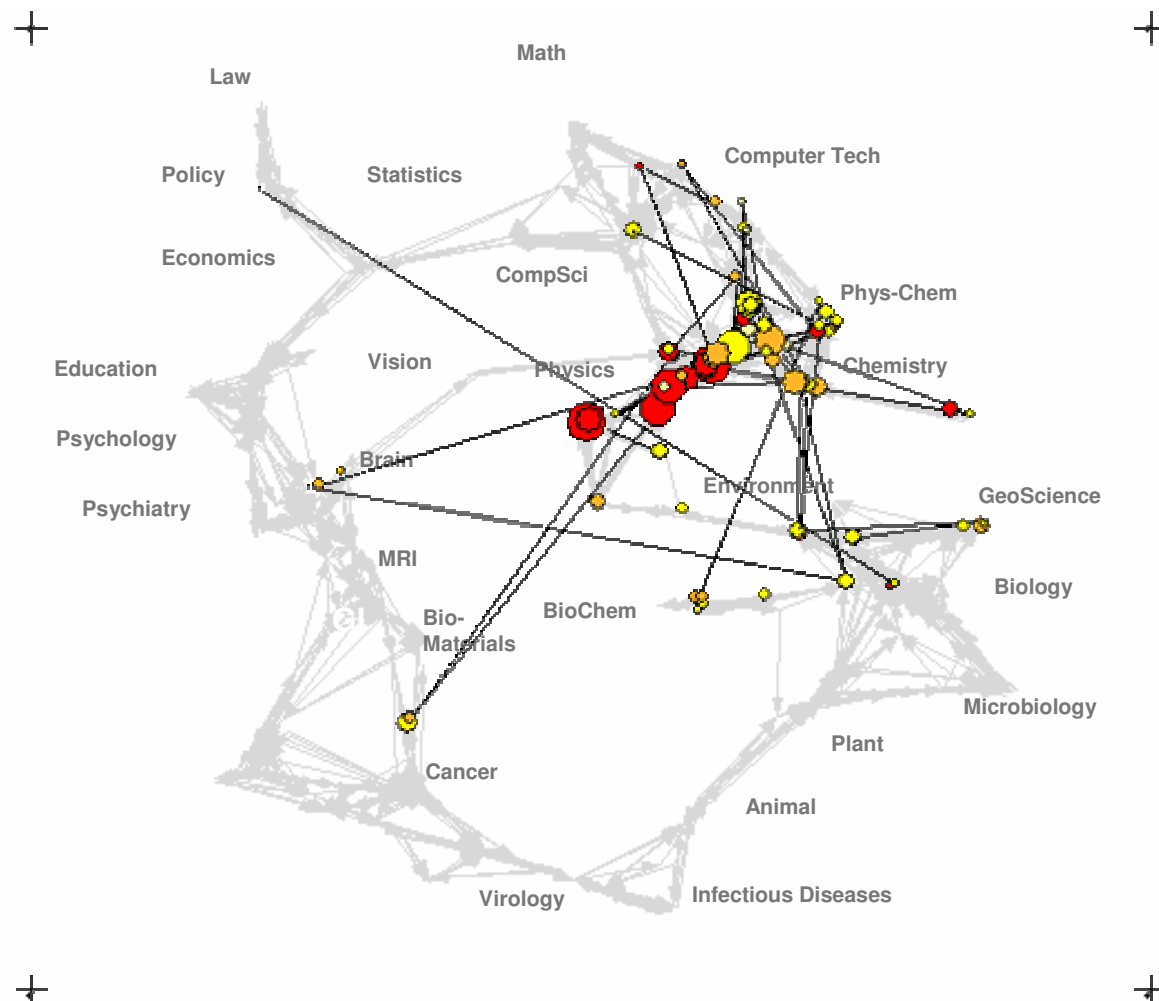 Math
Law
Computer Tech
Policy
Statistics
Economics
CompSci
Phys-Chem
Education
Vision
Physics
Chemistry
Psychology
Brain
Environment
GeoScience
Psychiatry
MRI
Biology
BioChem
Bio-
Materials
Microbiology
Plant
Cancer
Animal
Virology
Infectious Diseases